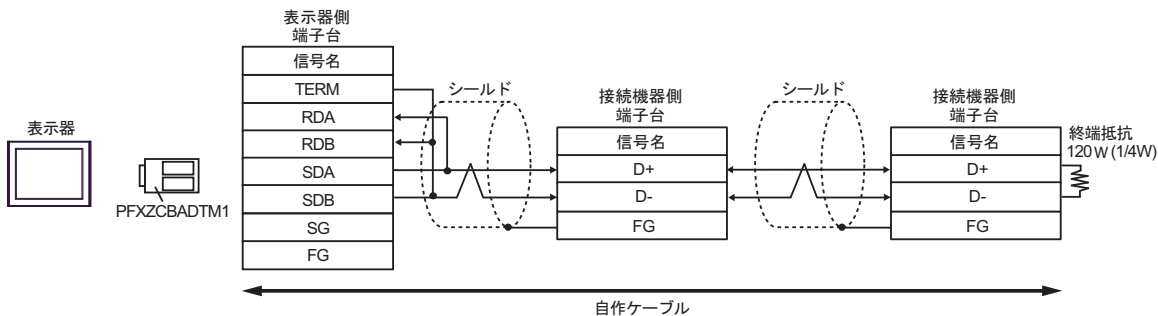 表示器
PFXZCBADTM1
表示器側
端子台
信号名
TERM
RDA
RDB
SDA
SDB
SG
FG
シールド
接続機器側
端子台
信号名
D+
D-
FG
シールド
接続機器側
端子台
信号名
D+
D-
FG
終端抵抗
120W(1/4W)
自作ケーブル